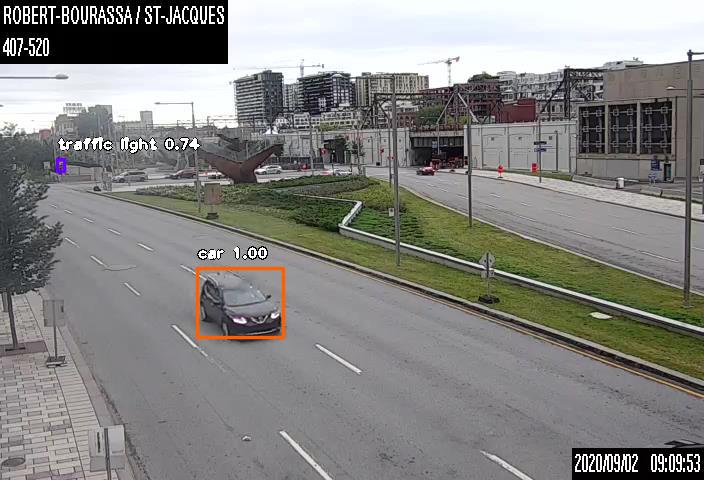 ROBERT-BOURASSA / ST-JACQUES
407-520
traffic light 0.74
car 1.00
2020/09/02 09:09:53